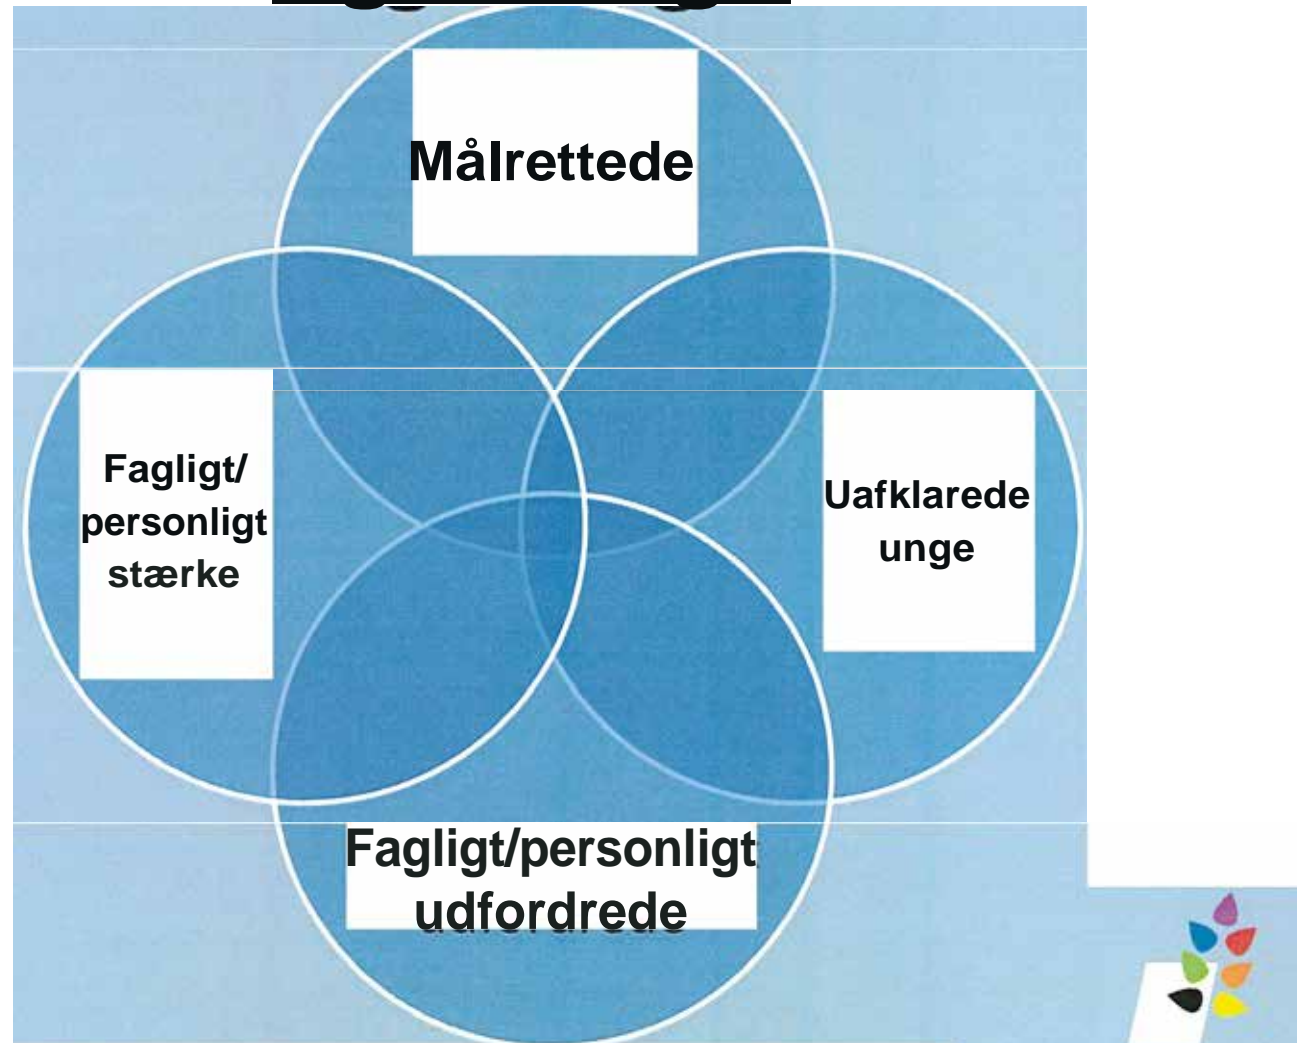 Målrettede
Fagligt/
personligt
stærke
Uafklarede
unge
Fagligt/personligt
udfordrede